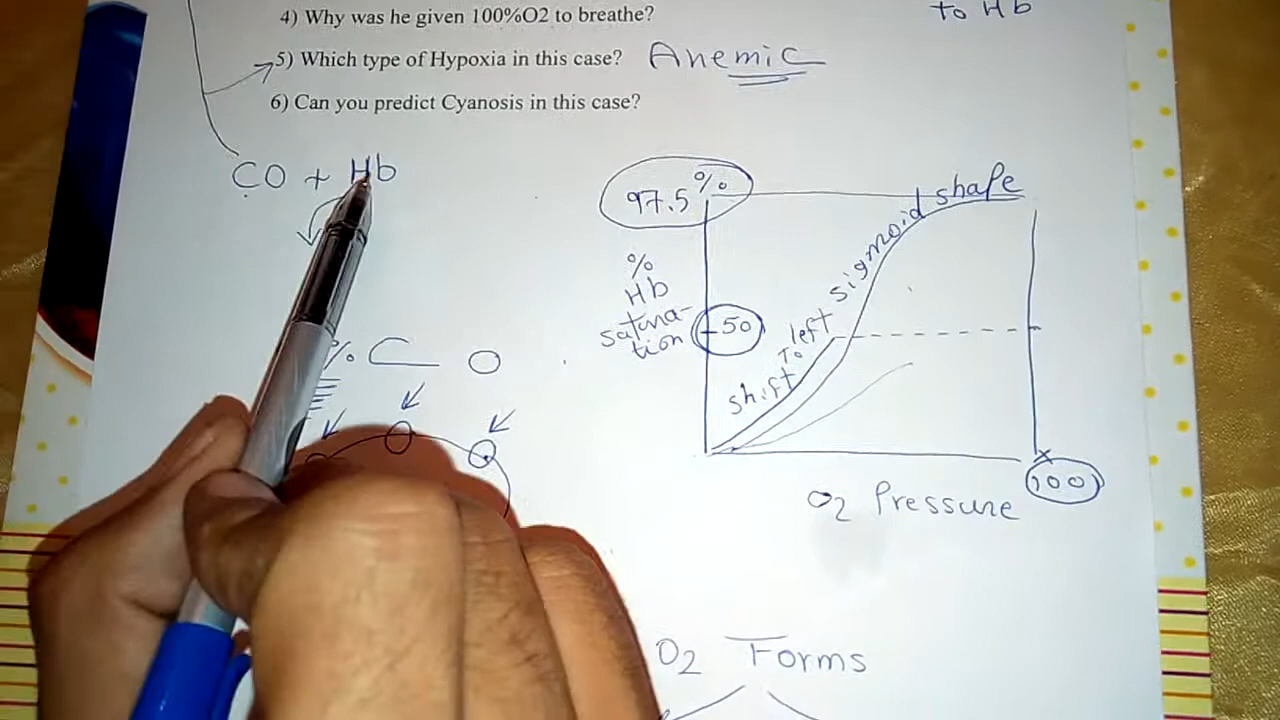 4) Why was he given 100%O2 to breathe?
to Hb
5) Which type of Hypoxia in this case? Anemic
6) Can you predict Cyanosis in this case?
CO + Hb
97.5%
sigmoid shape
%
Hb
satura-
tion
50
shift To left
% C O
100
O2 Pressure
O2 Forms